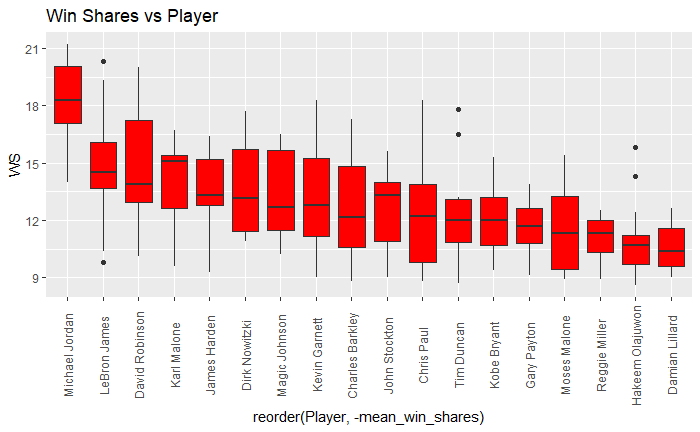 Win Shares vs Player
WS
21
18
15
12
9
Michael Jordan
LeBron James
David Robinson
Karl Malone
James Harden
Dirk Nowitzki
Magic Johnson
Kevin Garnett
Charles Barkley
John Stockton
Chris Paul
Tim Duncan
Kobe Bryant
Gary Payton
Moses Malone
Reggie Miller
Hakeem Olajuwon
Damian Lillard
reorder(Player, -mean_win_shares)